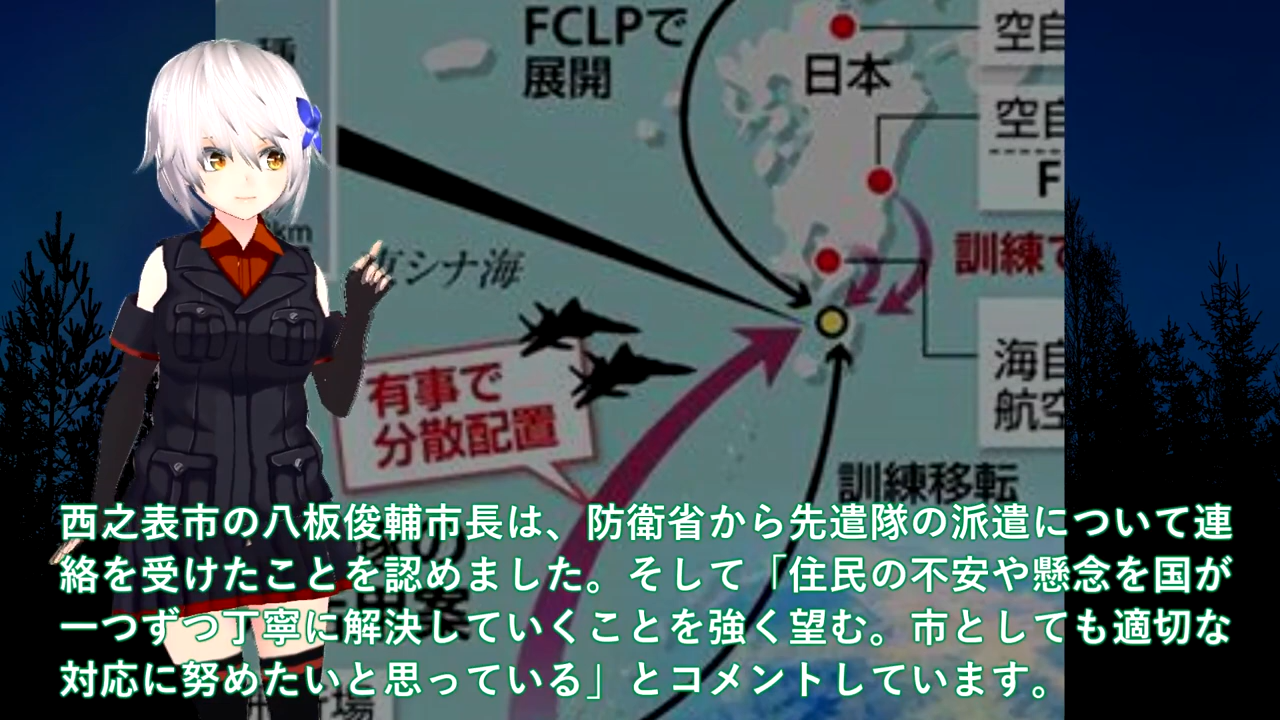 FCLPで
展開
日本
空自
空自
F
km
東シナ海
訓練で
有事で
分散配置
海自
航空
訓練移転
西之表市の八板俊輔市長は、防衛省から先遣隊の派遣について連
絡を受けたことを認めました。そして「住民の不安や懸念を国が
一つずつ丁寧に解決していくことを強く望む。市としても適切な
対応に努めたいと思っている」とコメントしています。